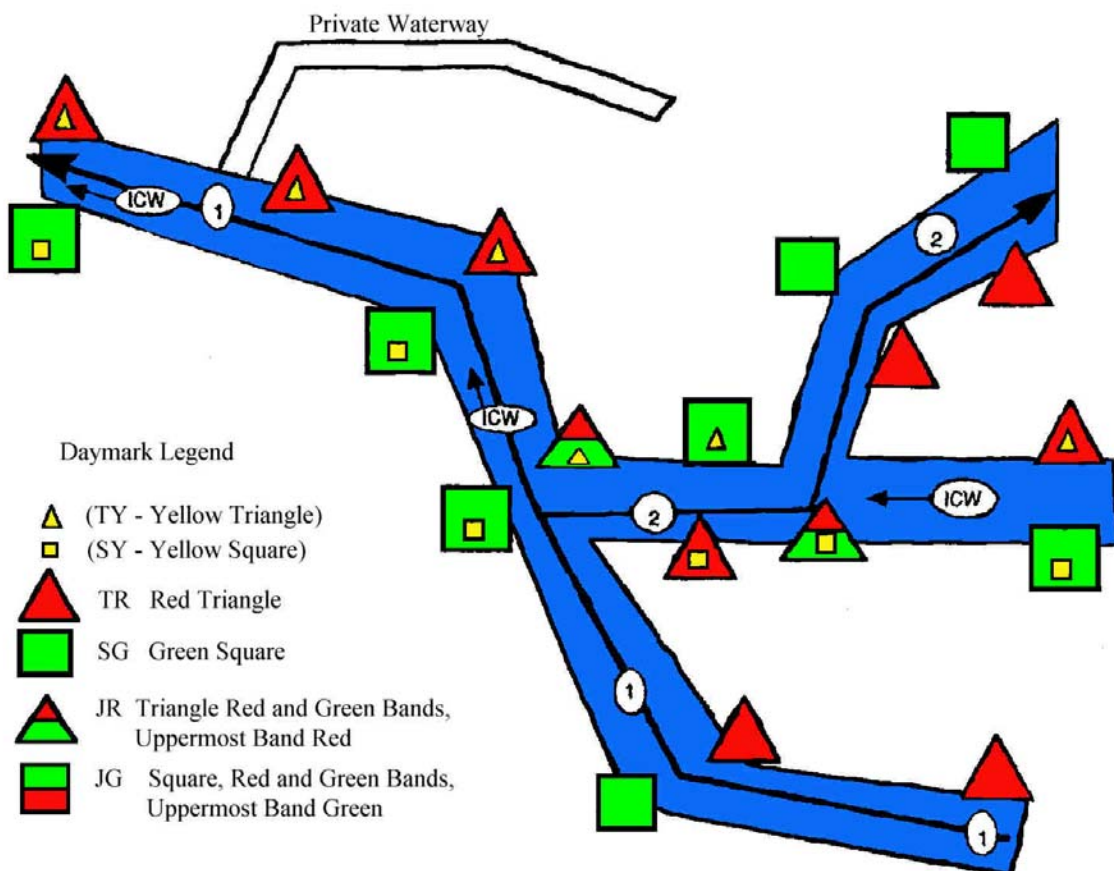 Private Waterway
ICW
1
2
ICW
2
ICW
1
1
Daymark Legend
(TY - Yellow Triangle)
(SY - Yellow Square)
TR Red Triangle
SG Green Square
JR Triangle Red and Green Bands,
Uppermost Band Red
JG Square, Red and Green Bands,
Uppermost Band Green